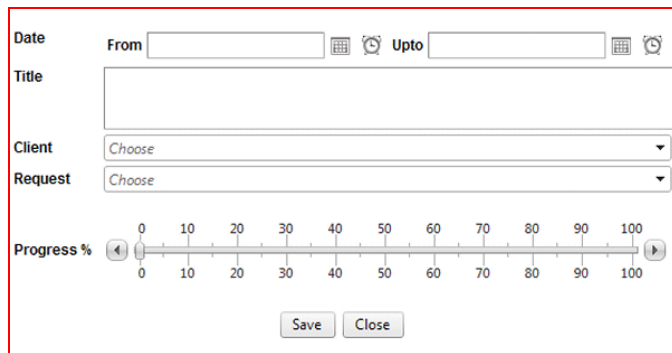 Date From Upto
Title
Client Choose
Request Choose
0 10 20 30 40 50 60 70 80 90 100
Progress %
0 10 20 30 40 50 60 70 80 90 100
Save Close